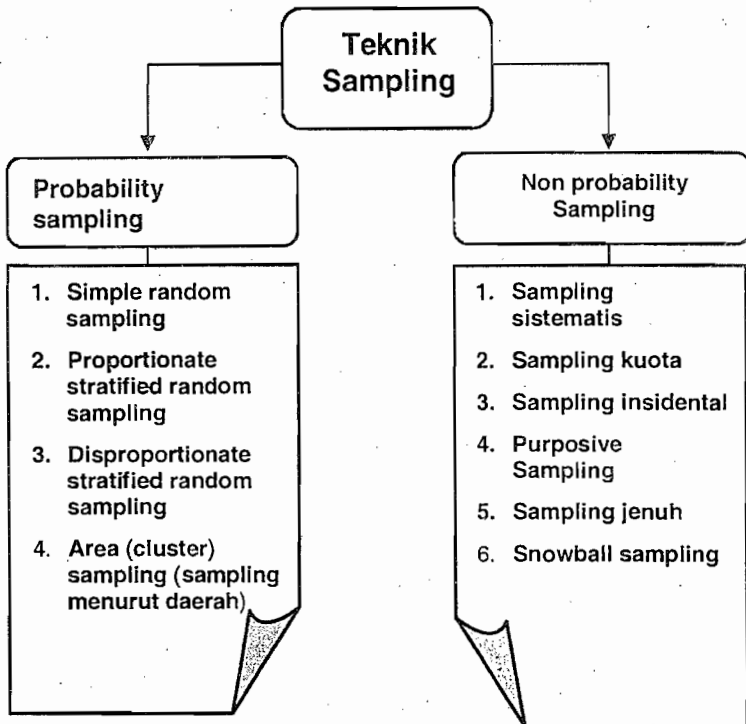 Teknik
Sampling
Probability
sampling
1. Simple random
sampling
2. Proportionate
stratified random
sampling
3. Disproportionate
stratified random
sampling
4. Area (cluster)
sampling (sampling
menurut daerah)
Non probability
Sampling
1. Sampling
sistematis
2. Sampling kuota
3. Sampling insidental
4. Purposive
Sampling
5. Sampling jenuh
6. Snowball sampling